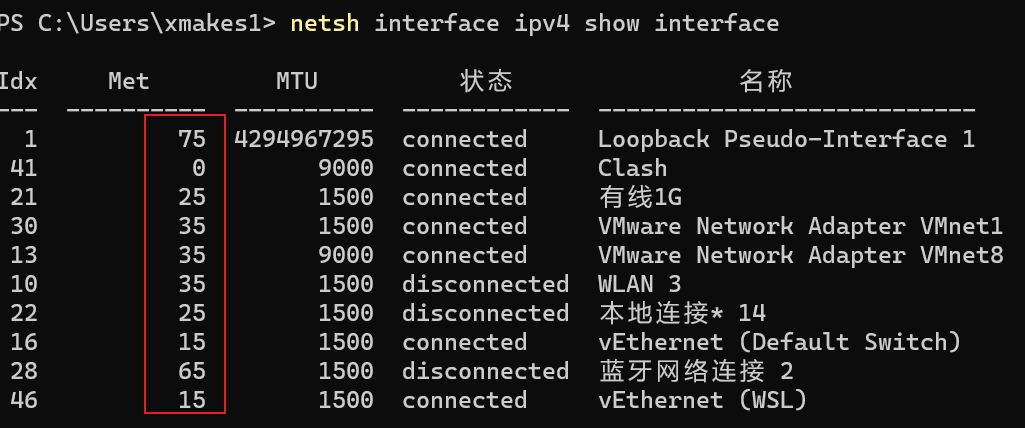 PS C:\Users\xmakes1> netsh interface ipv4 show interface
Idx Met MTU 状态 名称
--- ---------- ---------- ------------ ---------------------------
1 75 4294967295 connected Loopback Pseudo-Interface 1
41 0 9000 connected Clash
21 25 1500 connected 有线1G
30 35 1500 connected VMware Network Adapter VMnet1
13 35 9000 connected VMware Network Adapter VMnet8
10 35 1500 disconnected WLAN 3
22 25 1500 disconnected 本地连接* 14
16 15 1500 connected vEthernet (Default Switch)
28 65 1500 disconnected 蓝牙网络连接 2
46 15 1500 connected vEthernet (WSL)